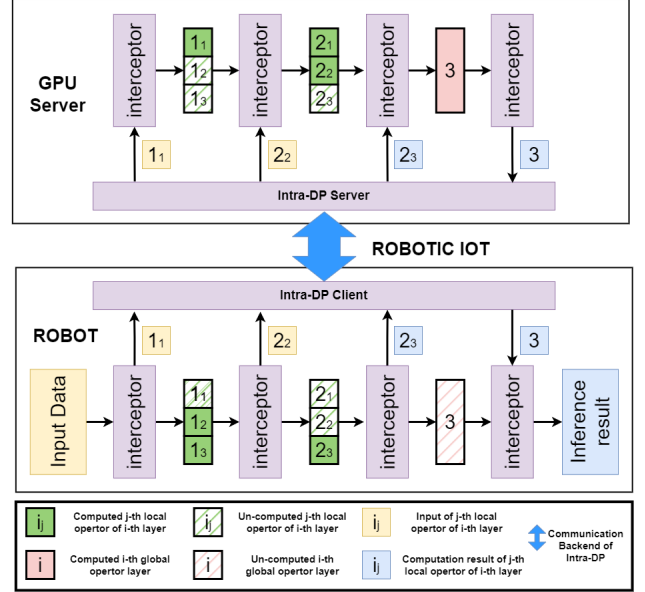 GPU
Server
interceptor
1₁
1₂
1₃
interceptor
2₁
2₂
2₃
interceptor
3
interceptor
1₁
2₂
2₃
3
Intra-DP Server
ROBOTIC IOT
Intra-DP Client
ROBOT
1₁
2₂
2₃
3
Input Data
interceptor
1₁
1₂
1₃
interceptor
2₁
2₂
2₃
interceptor
3
interceptor
Inference
result
iⱼ
Computed j-th local
opertor of i-th layer
iⱼ
Un-computed j-th local
opertor of i-th layer
iⱼ
Input of j-th local
opertor of i-th layer
Communication
Backend of
Intra-DP
i
Computed i-th global
opertor layer
i
Un-computed i-th
global opertor layer
iⱼ
Computation result of j-th
local opertor of i-th layer